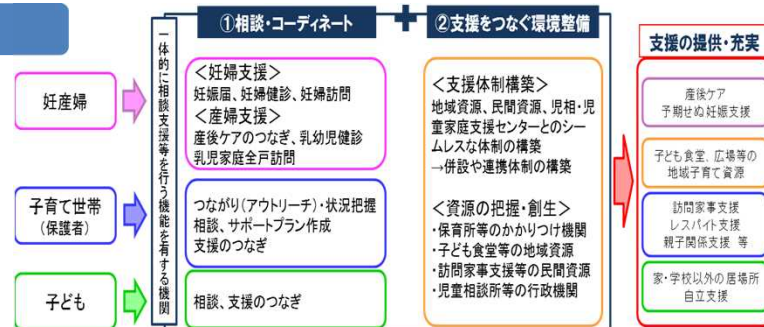 ①相談・コーディネート
②支援をつなぐ環境整備
支援の提供・充実
妊産婦
子育て世帯
(保護者)
子ども
一体的に相談支援等を行う機能を有する機関
＜妊婦支援＞
妊娠届、妊婦健診、妊婦訪問
＜産婦支援＞
産後ケアのつなぎ、乳幼児健診
乳児家庭全戸訪問
つながり(アウトリーチ)・状況把握
相談、サポートプラン作成
支援のつなぎ
相談、支援のつなぎ
＜支援体制構築＞
地域資源、民間資源、児相・児
童家庭支援センターとのシー
ムレスな体制の構築
→併設や連携体制の構築
＜資源の把握・創生＞
・保育所等のかかりつけ機関
・子ども食堂等の地域資源
・訪問家事支援等の民間資源
・児童相談所等の行政機関
産後ケア
予期せぬ妊娠支援
子ども食堂、広場等の
地域子育て資源
訪問家事支援
レスパイト支援
親子関係支援 等
家・学校以外の居場所
自立支援